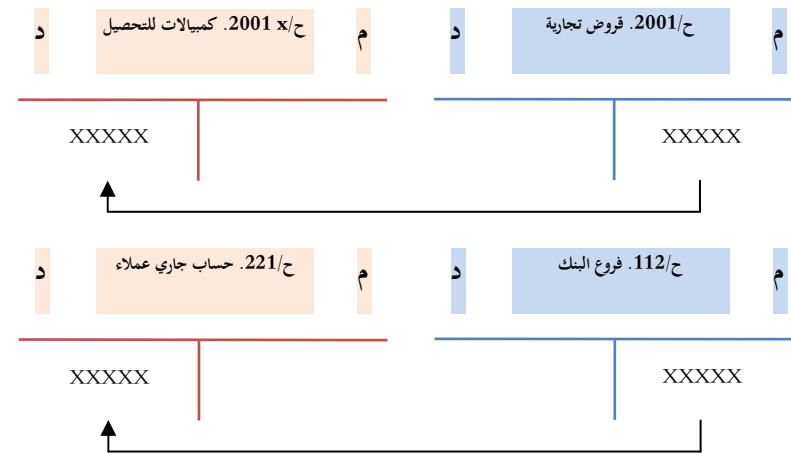 م ح/2001. قروض تجارية د م ح/2001 x. كمبيالات للتحصيل د
XXXXX XXXXX
م ح/112. فروع البنك د م ح/221. حساب جاري عملاء د
XXXXX XXXXX